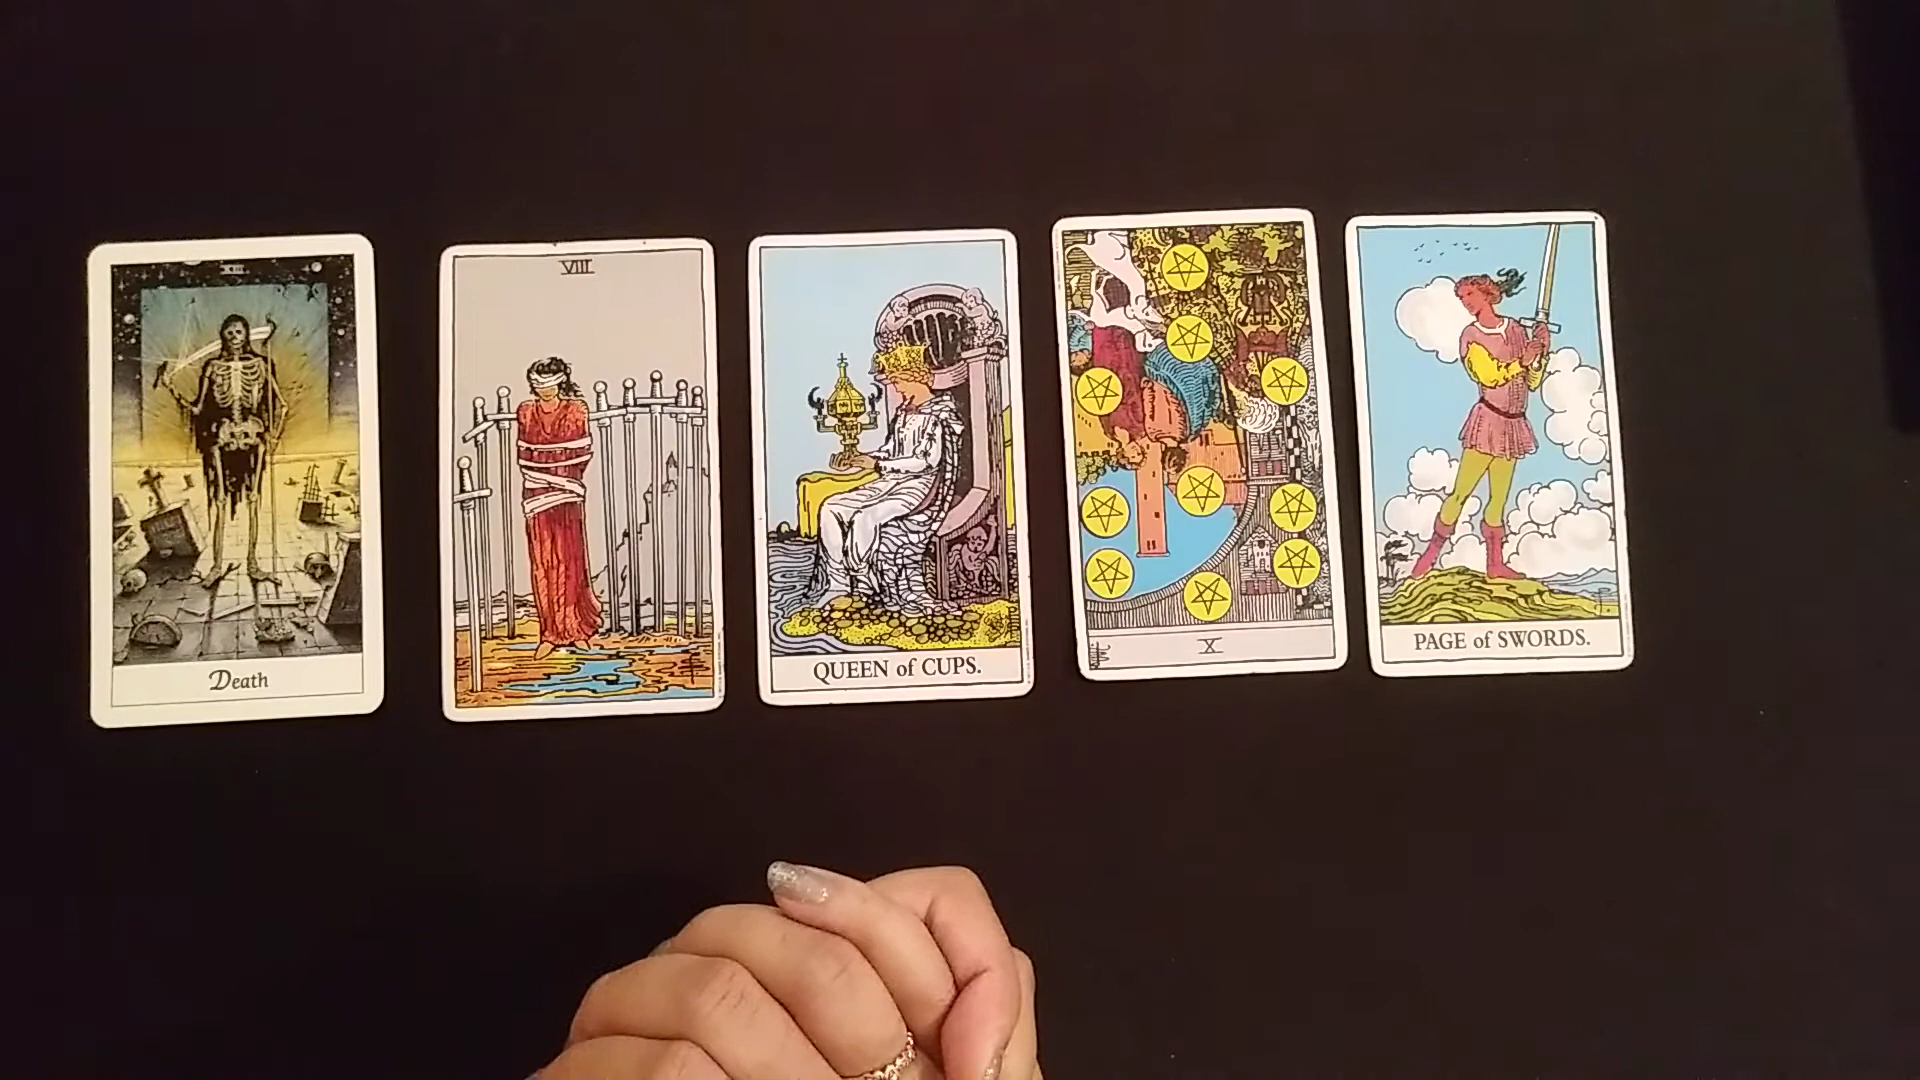 XIII
Death
VIII
QUEEN of CUPS.
X
PAGE of SWORDS.